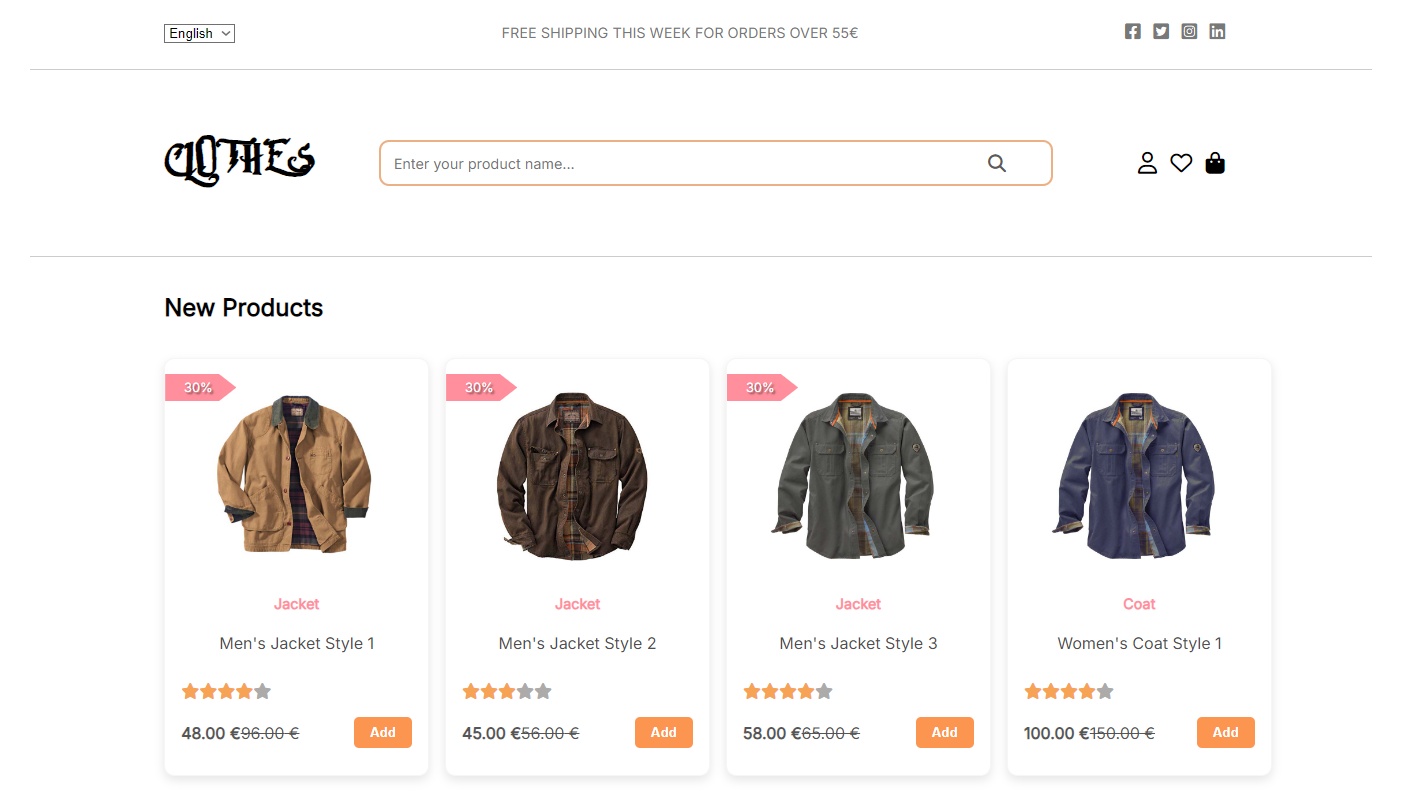 English
FREE SHIPPING THIS WEEK FOR ORDERS OVER 55€
CLOTHES
Enter your product name...
New Products
30%
30%
30%
Jacket
Jacket
Jacket
Coat
Men's Jacket Style 1
Men's Jacket Style 2
Men's Jacket Style 3
Women's Coat Style 1
48.00 €96.00 € Add
45.00 €56.00 € Add
58.00 €65.00 € Add
100.00 €150.00 € Add